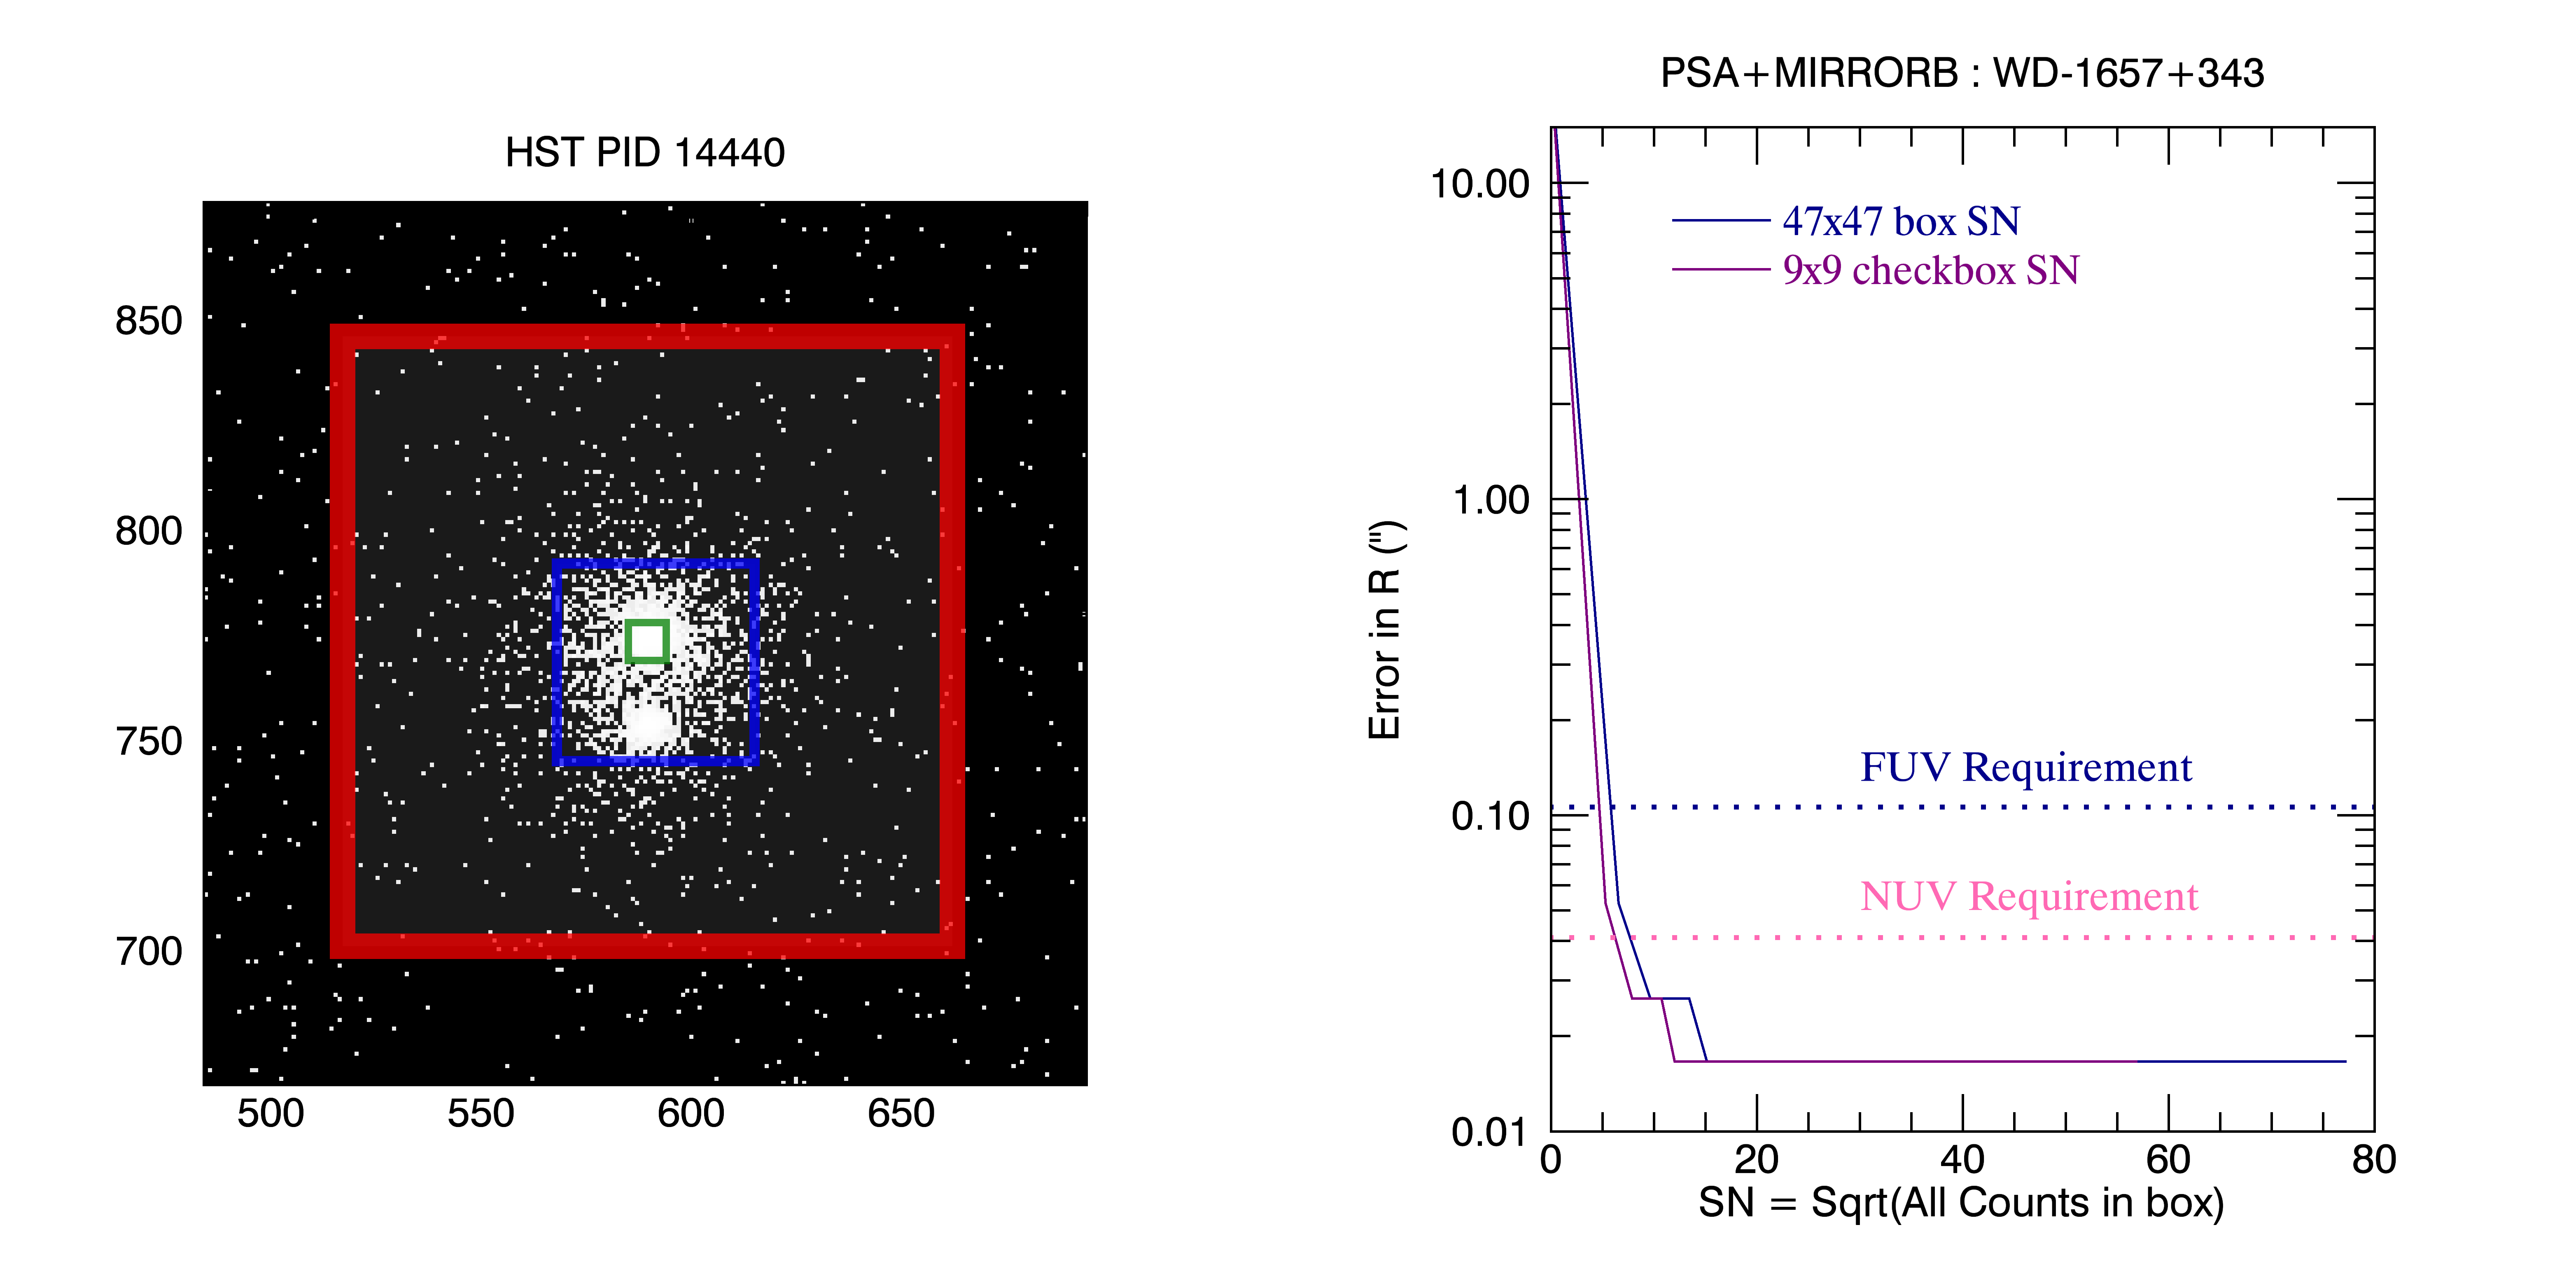 HST PID 14440
850
800
750
700
500 550 600 650
PSA+MIRRORB : WD-1657+343
10.00
1.00
0.10
0.01
Error in R (")
47x47 box SN
9x9 checkbox SN
FUV Requirement
NUV Requirement
0 20 40 60 80
SN = Sqrt(All Counts in box)